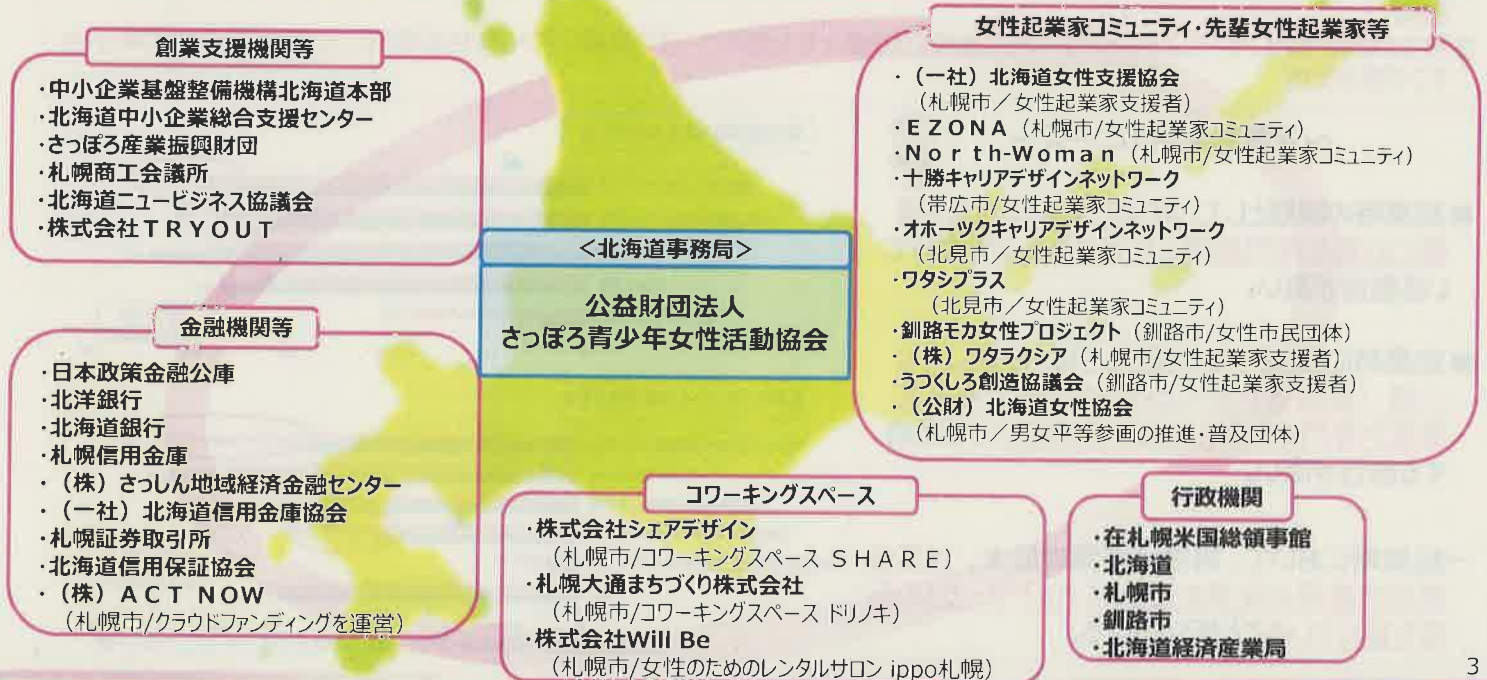 創業支援機関等
・中小企業基盤整備機構北海道本部
・北海道中小企業総合支援センター
・さっぽろ産業振興財団
・札幌商工会議所
・北海道ニュービジネス協議会
・株式会社ＴＲＹＯＵＴ
金融機関等
・日本政策金融公庫
・北洋銀行
・北海道銀行
・札幌信用金庫
・（株）さっしん地域経済金融センター
・（一社）北海道信用金庫協会
・札幌証券取引所
・北海道信用保証協会
・（株）ＡＣＴ ＮＯＷ
（札幌市/クラウドファンディングを運営）
＜北海道事務局＞
公益財団法人
さっぽろ青少年女性活動協会
女性起業家コミュニティ・先輩女性起業家等
・（一社）北海道女性支援協会
（札幌市／女性起業家支援者）
・ＥＺＯＮＡ（札幌市/女性起業家コミュニティ）
・Ｎｏｒｔｈ-Ｗｏｍａｎ（札幌市/女性起業家コミュニティ）
・十勝キャリアデザインネットワーク
（帯広市/女性起業家コミュニティ）
・オホーツクキャリアデザインネットワーク
（北見市／女性起業家コミュニティ）
・ワタシプラス
（北見市／女性起業家コミュニティ）
・釧路モカ女性プロジェクト（釧路市/女性市民団体）
・（株）ワタラクシア（札幌市/女性起業家支援者）
・うつくしろ創造協議会（釧路市/女性起業家支援者）
・（公財）北海道女性協会
（札幌市／男女平等参画の推進・普及団体）
コワーキングスペース
・株式会社シェアデザイン
（札幌市/コワーキングスペース ＳＨＡＲＥ）
・札幌大通まちづくり株式会社
（札幌市/コワーキングスペース ドリノキ）
・株式会社Will Be
（札幌市/女性のためのレンタルサロン ippo札幌）
行政機関
・在札幌米国総領事館
・北海道
・札幌市
・釧路市
・北海道経済産業局
3